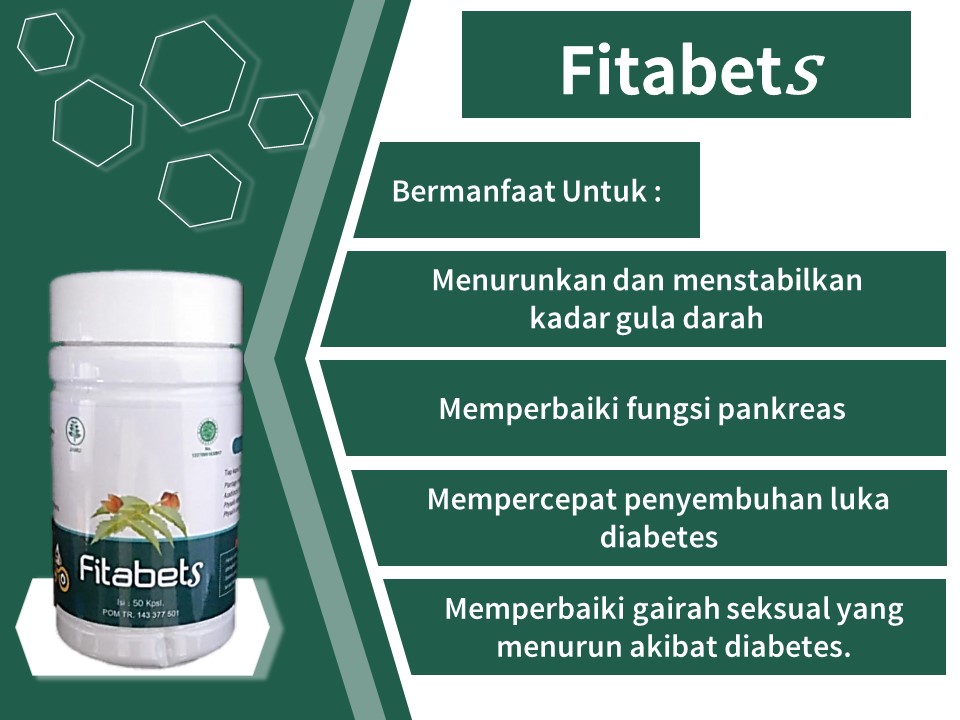 Fitabets
Bermanfaat Untuk :
Menurunkan dan menstabilkan
kadar gula darah
Memperbaiki fungsi pankreas
Mempercepat penyembuhan luka
diabetes
Memperbaiki gairah seksual yang
menurun akibat diabetes.
JAMU
Fitabets
Isi : 50 Kpsl.
POM TR. 143 377 501